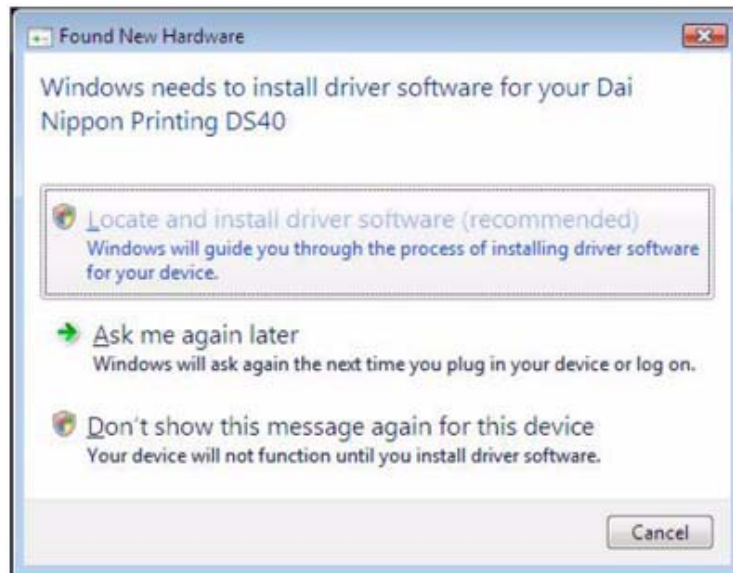 Found New Hardware
Windows needs to install driver software for your Dai
Nippon Printing DS40
Locate and install driver software (recommended)
Windows will guide you through the process of installing driver software
for your device.
Ask me again later
Windows will ask again the next time you plug in your device or log on.
Don't show this message again for this device
Your device will not function until you install driver software.
Cancel